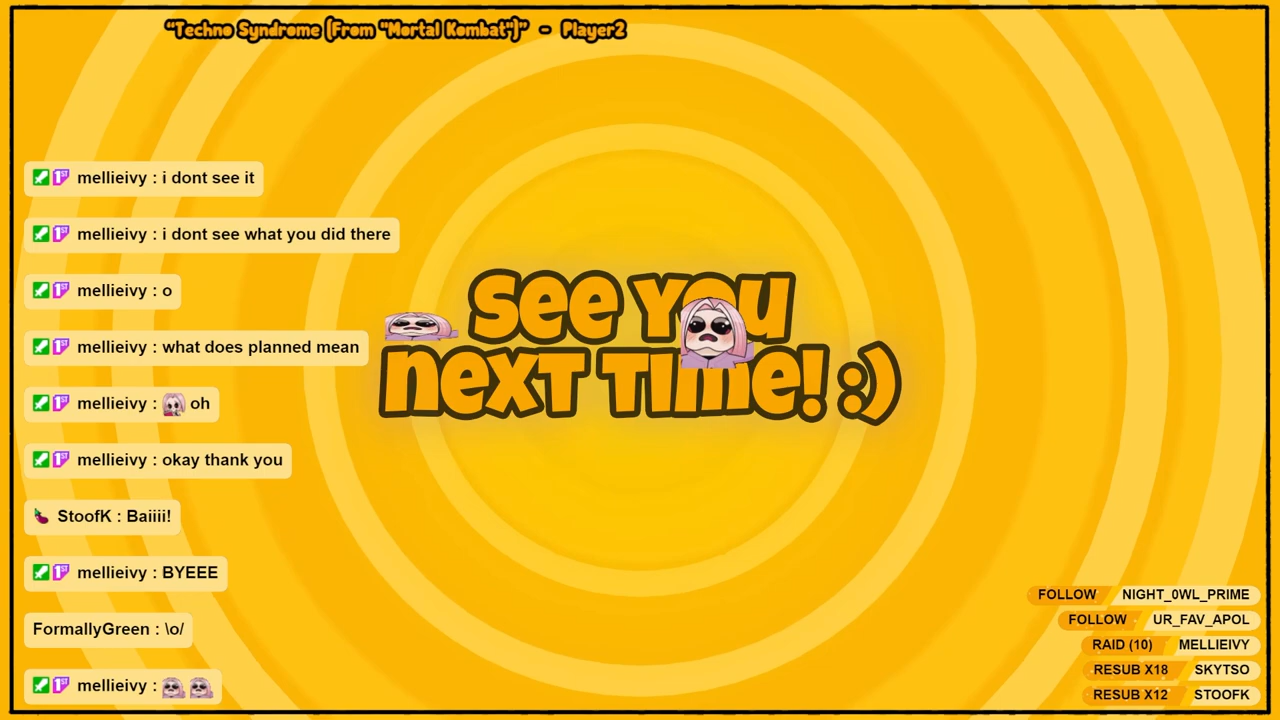 "Techno Syndrome (From "Mortal Kombat")" - Player2
mellieivy : i dont see it
mellieivy : i dont see what you did there
mellieivy : o
mellieivy : what does planned mean
mellieivy : oh
mellieivy : okay thank you
StoofK : Baiiii!
mellieivy : BYEEE
FormallyGreen : \o/
mellieivy :
see you
next time! :)
FOLLOW NIGHT_0WL_PRIME
FOLLOW UR_FAV_APOL
RAID (10) MELLIEIVY
RESUB X18 SKYTSO
RESUB X12 STOOFK